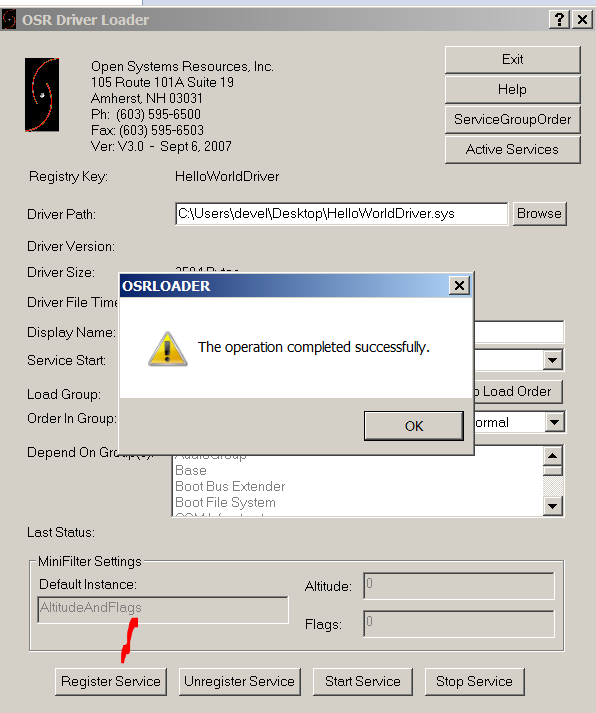 OSR Driver Loader
Open Systems Resources, Inc.
105 Route 101A Suite 19
Amherst, NH 03031
Ph: (603) 595-6500
Fax: (603) 595-6503
Ver: V3.0 - Sept 6, 2007
Exit
Help
ServiceGroupOrder
Active Services
Registry Key: HelloWorldDriver
Driver Path: C:\Users\devel\Desktop\HelloWorldDriver.sys Browse
Driver Version:
Driver Size:
Driver File Time
OSRLOADER
The operation completed successfully.
OK
Display Name:
Service Start:
Load Group: Load Order
Order In Group:
Depend On Group(s):
Base
Boot Bus Extender
Boot File System
Last Status:
MiniFilter Settings
Default Instance:
AltitudeAndFlags
Altitude: 0
Flags: 0
Register Service Unregister Service Start Service Stop Service